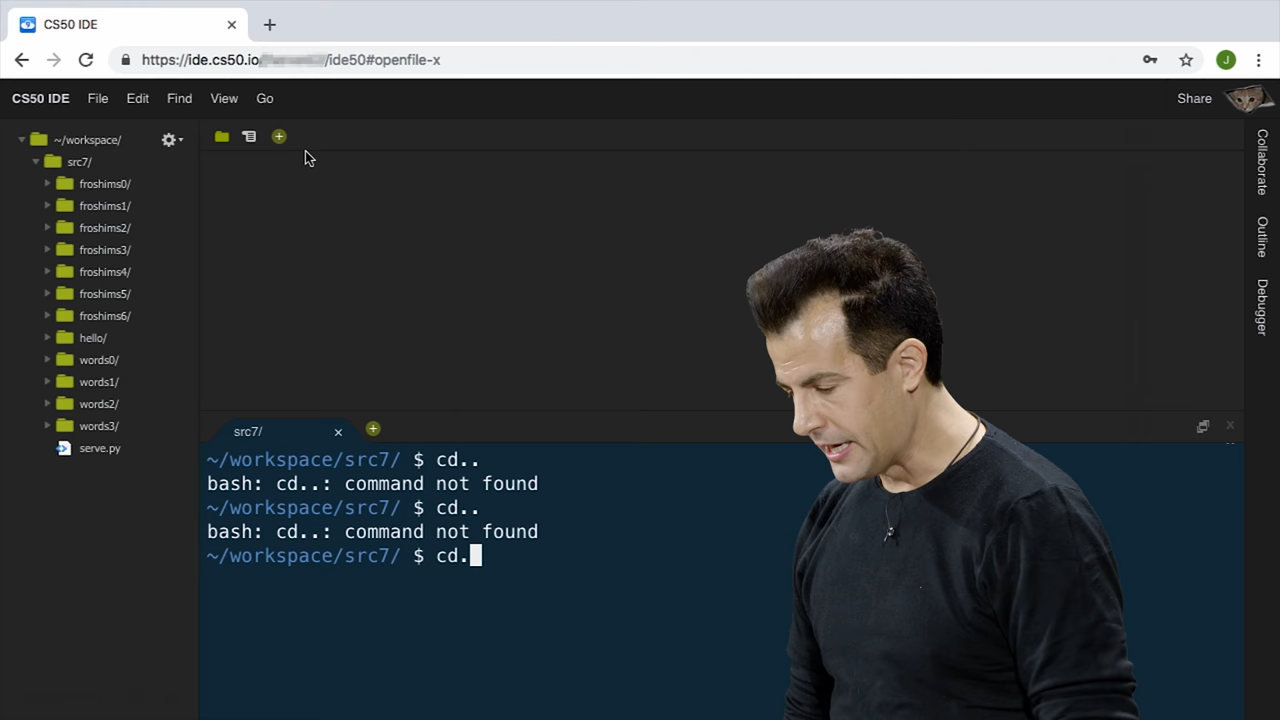 CS50 IDE
https://ide.cs50.io/ide50#openfile-x
J
CS50 IDE File Edit Find View Go
Share
~/workspace/
src7/
froshims0/
froshims1/
froshims2/
froshims3/
froshims4/
froshims5/
froshims6/
hello/
words0/
words1/
words2/
words3/
serve.py
Collaborate
Outline
Debugger
src7/
~/workspace/src7/ $ cd..
bash: cd..: command not found
~/workspace/src7/ $ cd..
bash: cd..: command not found
~/workspace/src7/ $ cd.